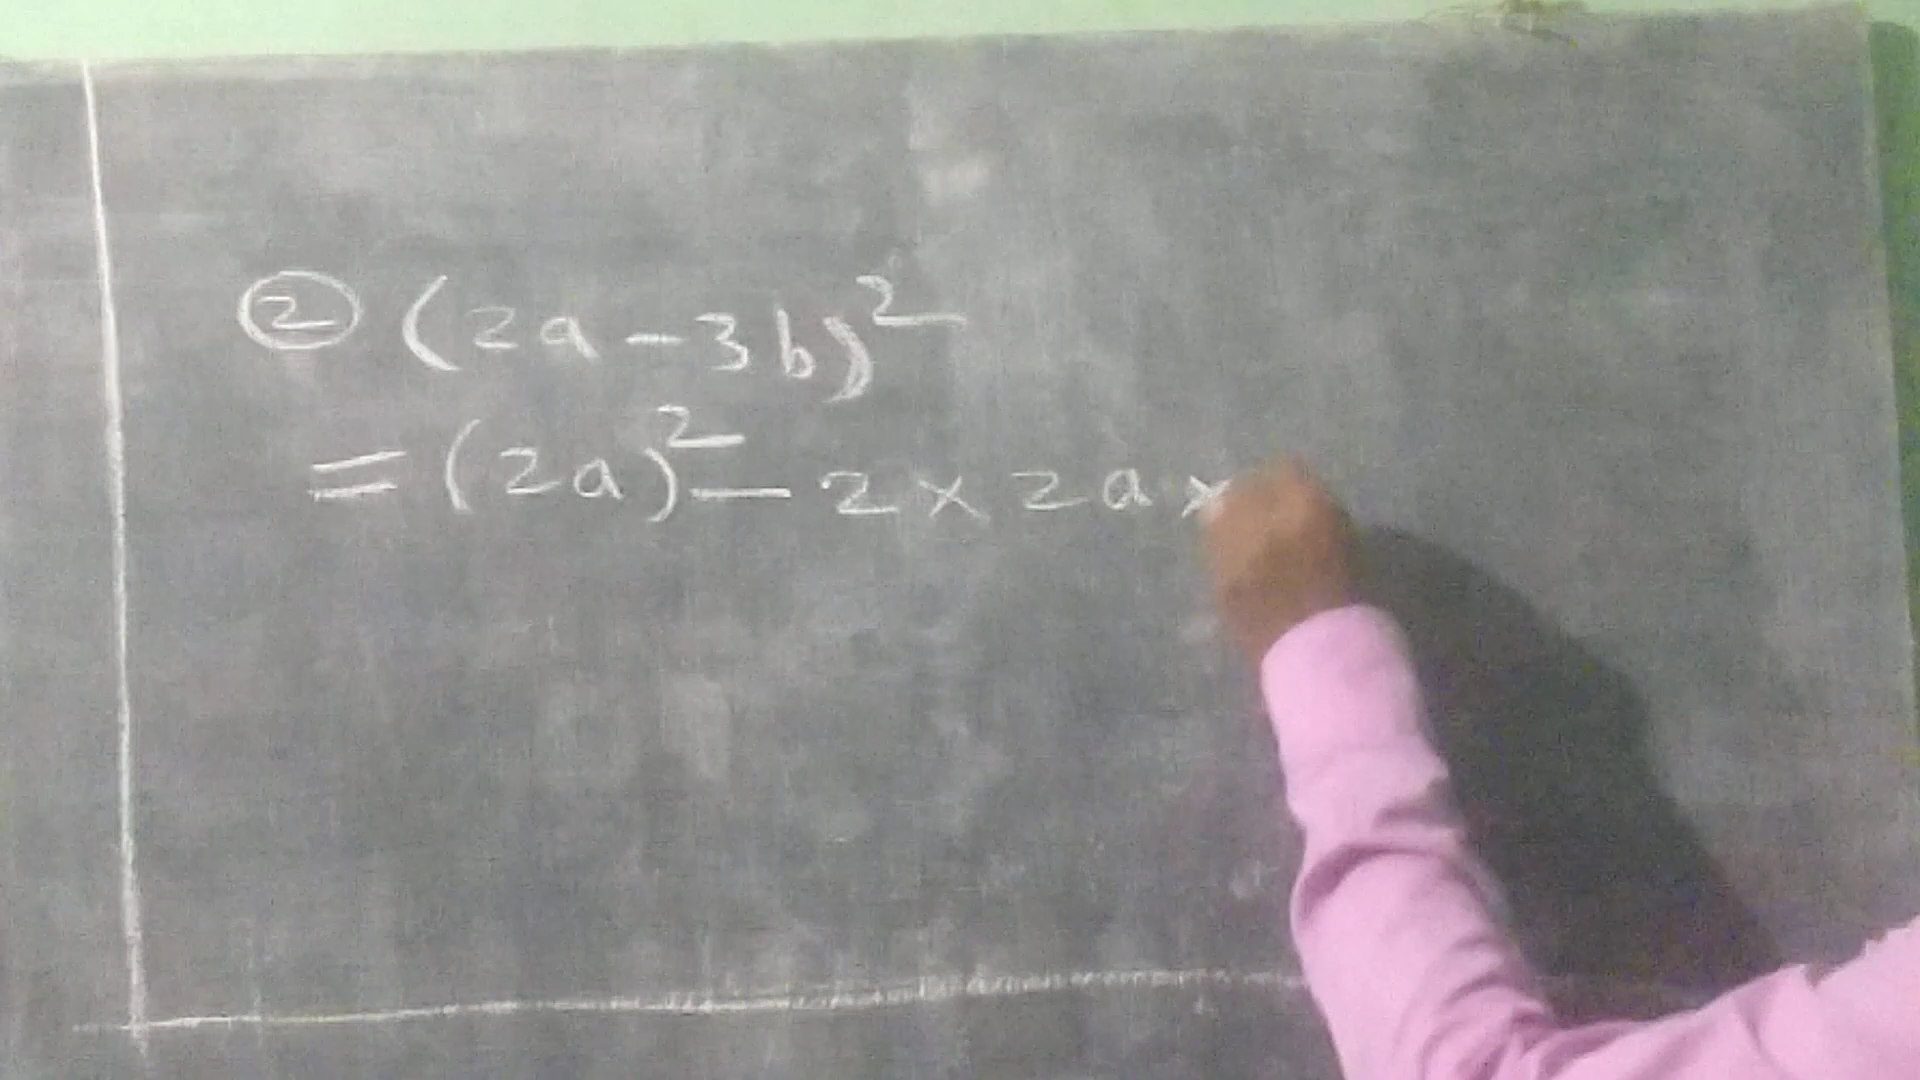 ② (2a-3b)²
= (2a)² - 2 × 2a ×